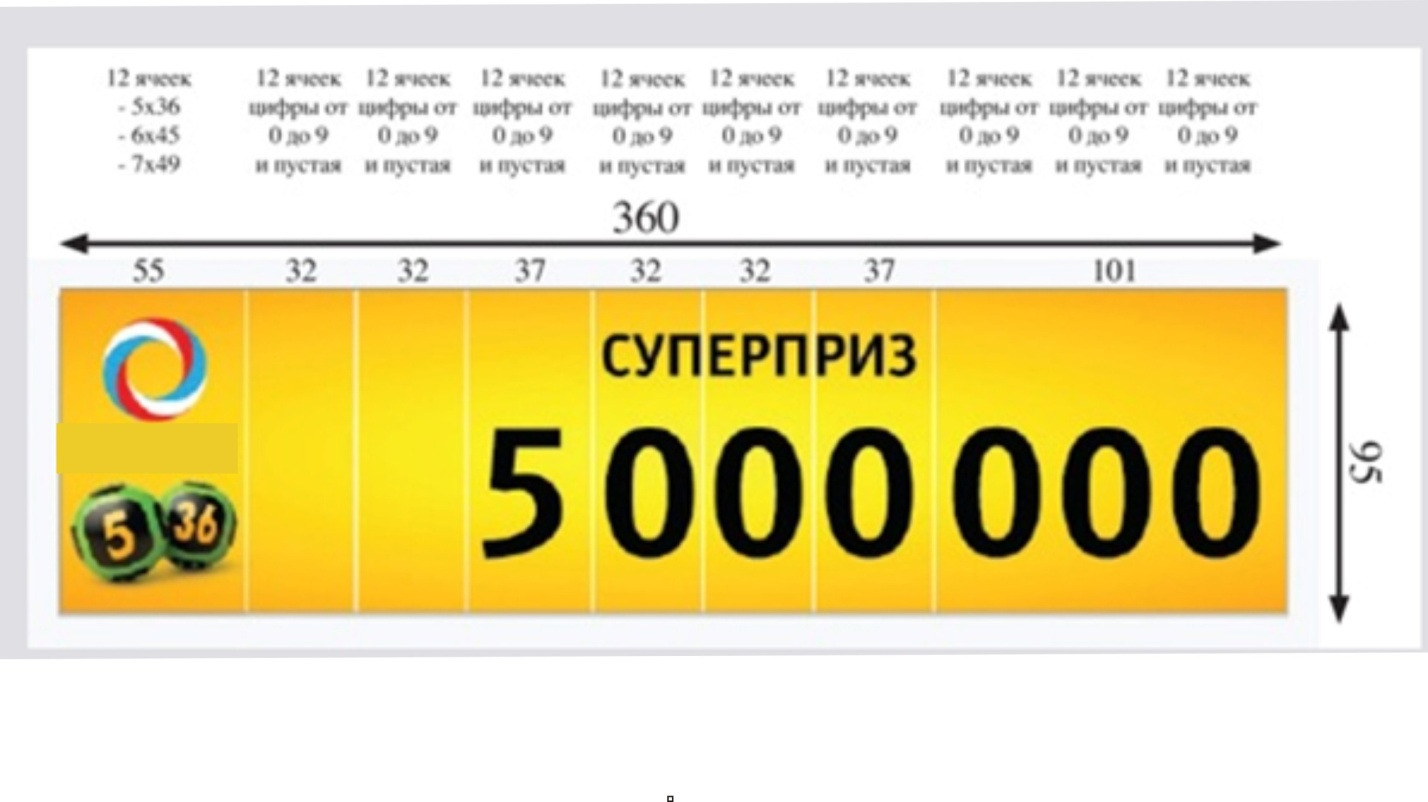 12 ячеек 12 ячеек 12 ячеек 12 ячеек 12 ячеек 12 ячеек 12 ячеек 12 ячеек 12 ячеек 12 ячеек
- 5х36 цифры от цифры от цифры от цифры от цифры от цифры от цифры от цифры от цифры от
- 6х45 0 до 9 0 до 9 0 до 9 0 до 9 0 до 9 0 до 9 0 до 9 0 до 9 0 до 9
- 7х49 и пустая и пустая и пустая и пустая и пустая и пустая и пустая и пустая и пустая
360
55 32 32 37 32 32 37 101
СУПЕРПРИЗ
5 000 000
5 36
95